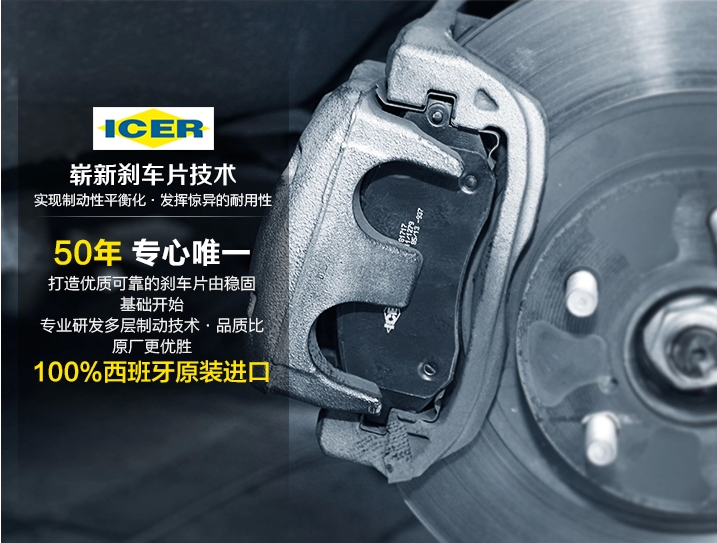 ICER
崭新刹车片技术
实现制动性平衡化·发挥惊异的耐用性
50年 专心唯一
打造优质可靠的刹车片由稳固
基础开始
专业研发多层制动技术·品质比
原厂更优胜
100%西班牙原装进口
ICER